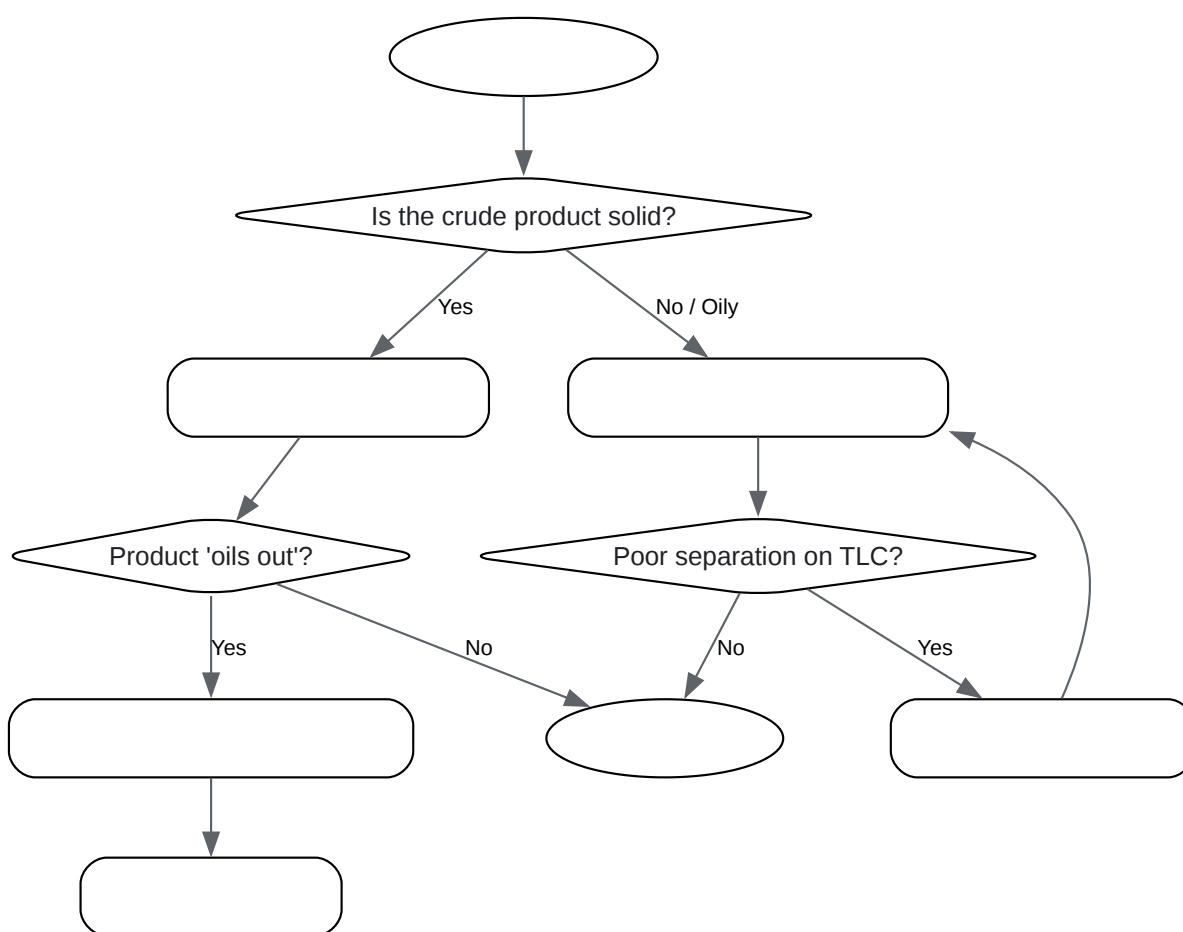 Is the crude product solid?
Yes
No / Oily
Product 'oils out'?
Poor separation on TLC?
Yes
No
No
Yes